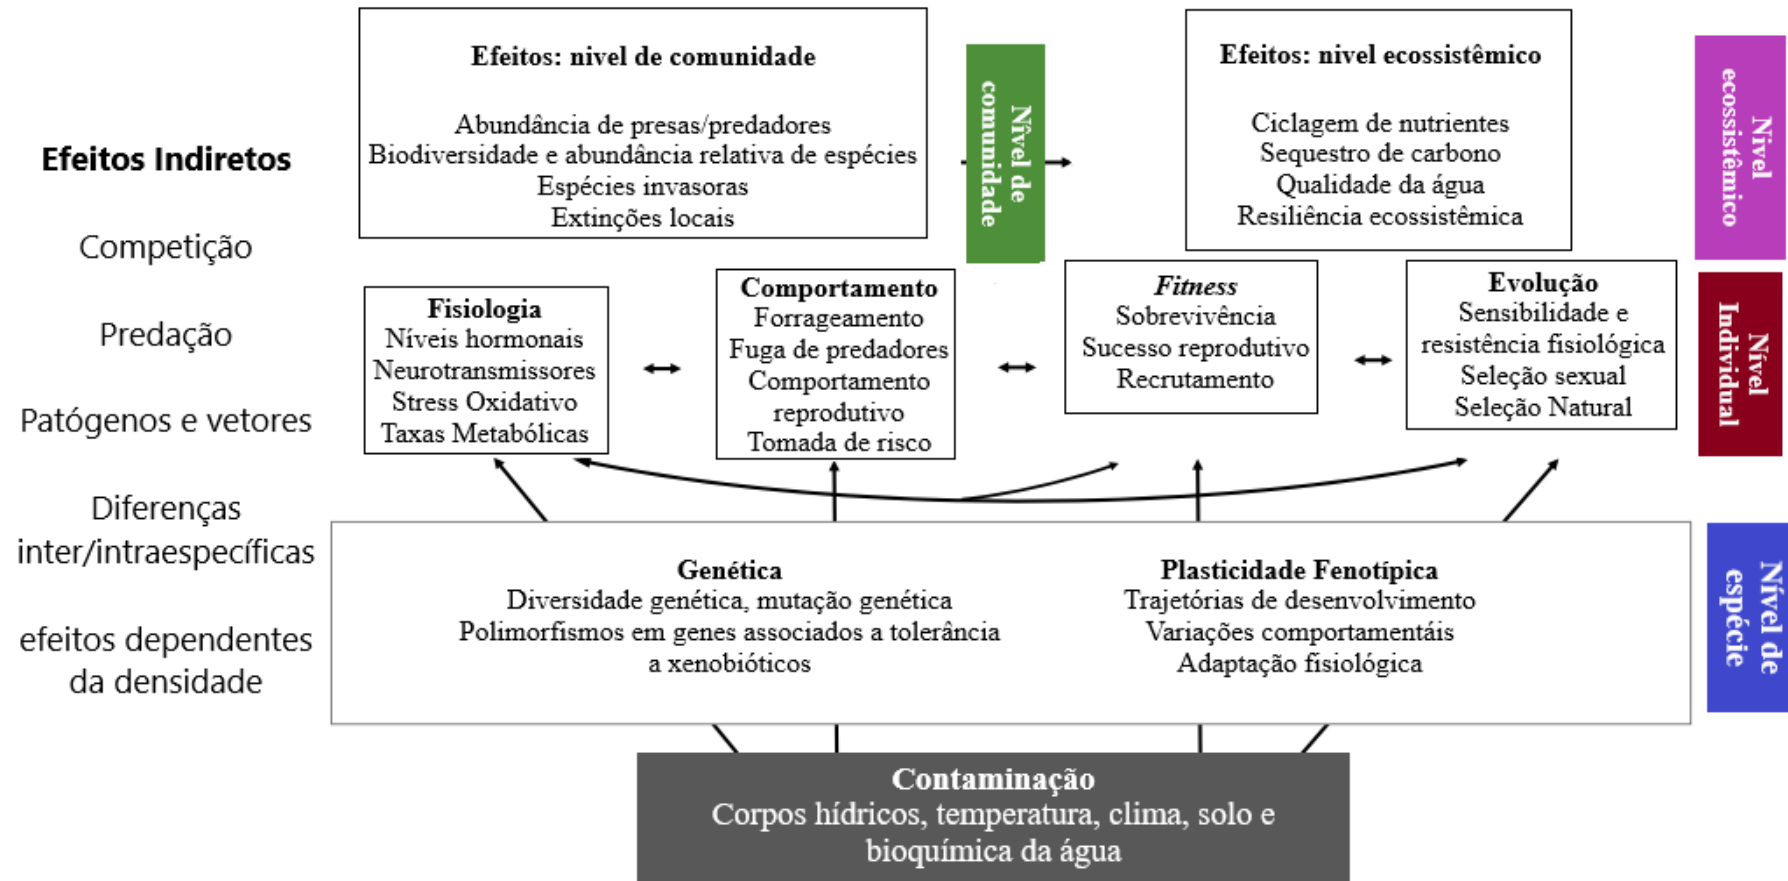 Efeitos Indiretos
Competição
Predação
Patógenos e vetores
Diferenças
inter/intraespecíficas
efeitos dependentes
da densidade
Efeitos: nivel de comunidade
Abundância de presas/predadores
Biodiversidade e abundância relativa de espécies
Espécies invasoras
Extinções locais
Nível de
comunidade
Efeitos: nivel ecossistêmico
Ciclagem de nutrientes
Sequestro de carbono
Qualidade da água
Resiliência ecossistêmica
Nivel
ecossistêmico
Fisiologia
Níveis hormonais
Neurotransmissores
Stress Oxidativo
Taxas Metabólicas
Comportamento
Forrageamento
Fuga de predadores
Comportamento
reprodutivo
Tomada de risco
Fitness
Sobrevivência
Sucesso reprodutivo
Recrutamento
Evolução
Sensibilidade e
resistência fisiológica
Seleção sexual
Seleção Natural
Nível
Individual
Genética
Diversidade genética, mutação genética
Polimorfismos em genes associados a tolerância
a xenobióticos
Plasticidade Fenotípica
Trajetórias de desenvolvimento
Variações comportamentáis
Adaptação fisiológica
Nível de
espécie
Contaminação
Corpos hídricos, temperatura, clima, solo e
bioquímica da água